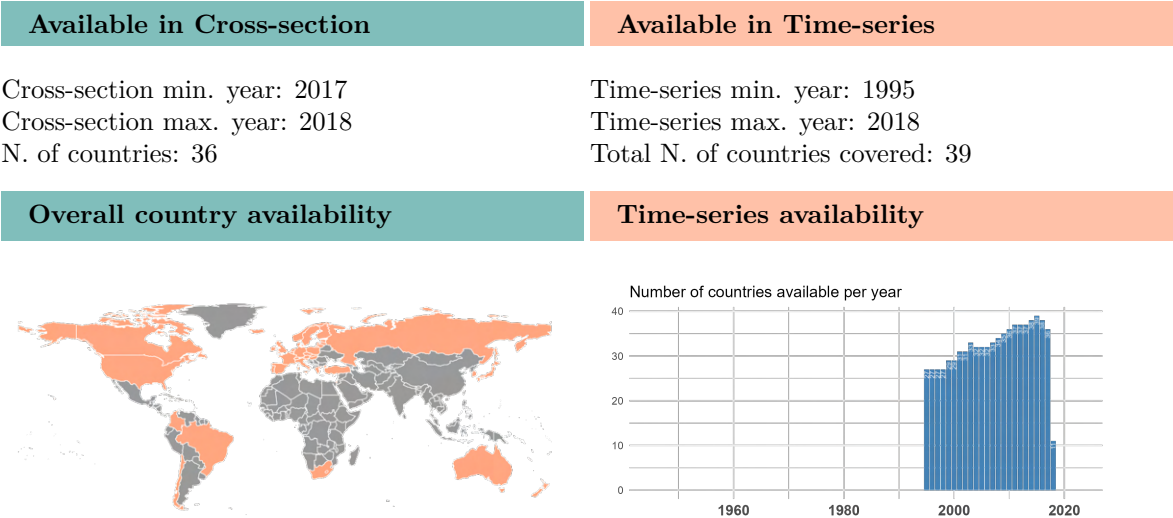 Available in Cross-section
Cross-section min. year: 2017
Cross-section max. year: 2018
N. of countries: 36
Available in Time-series
Time-series min. year: 1995
Time-series max. year: 2018
Total N. of countries covered: 39
Overall country availability
Time-series availability
Number of countries available per year
40
30
20
10
0
1960
1980
2000
2020